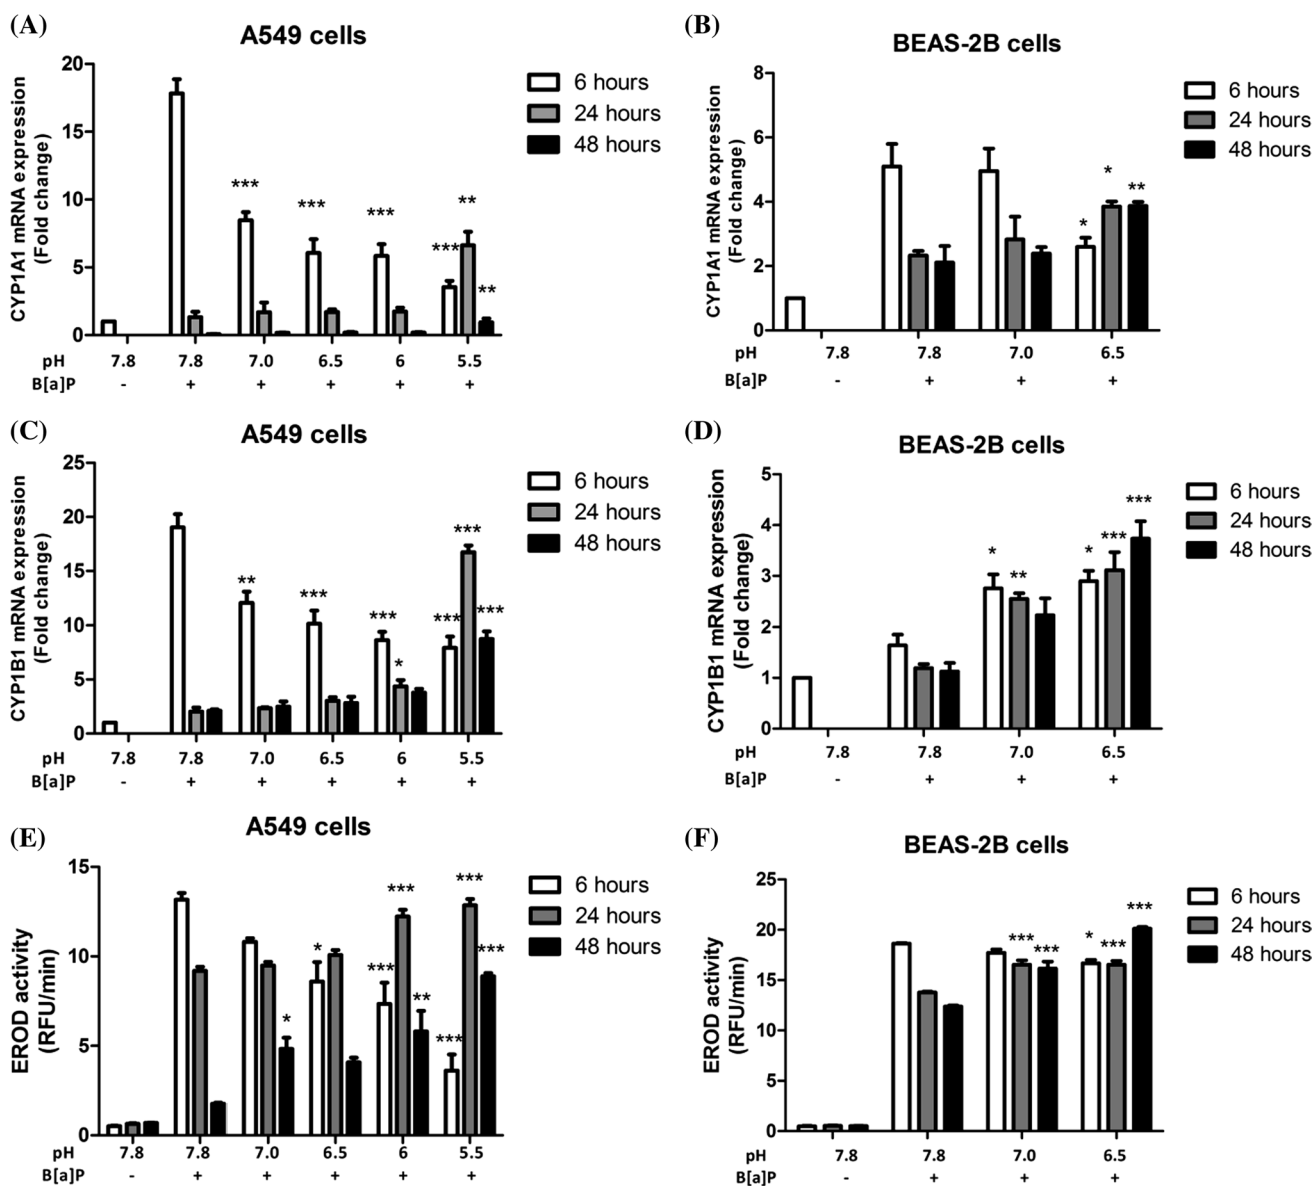 (A)
A549 cells
CYP1A1 mRNA expression
(Fold change)
20
15
10
5
0
***
***
***
***
**
**
6 hours
24 hours
48 hours
pH 7.8 7.8 7.0 6.5 6 5.5
B[a]P - + + + + +
(B)
BEAS-2B cells
CYP1A1 mRNA expression
(Fold change)
8
6
4
2
0
*
*
**
6 hours
24 hours
48 hours
pH 7.8 7.8 7.0 6.5
B[a]P - + + +
(C)
A549 cells
CYP1B1 mRNA expression
(Fold change)
25
20
15
10
5
0
**
***
***
*
***
***
***
6 hours
24 hours
48 hours
pH 7.8 7.8 7.0 6.5 6 5.5
B[a]P - + + + + +
(D)
BEAS-2B cells
CYP1B1 mRNA expression
(Fold change)
5
4
3
2
1
0
*
**
*
***
***
6 hours
24 hours
48 hours
pH 7.8 7.8 7.0 6.5
B[a]P - + + +
(E)
A549 cells
EROD activity
(RFU/min)
15
10
5
0
*
*
***
***
**
***
***
***
6 hours
24 hours
48 hours
pH 7.8 7.8 7.0 6.5 6 5.5
B[a]P - + + + + +
(F)
BEAS-2B cells
EROD activity
(RFU/min)
25
20
15
10
5
0
***
***
*
***
***
6 hours
24 hours
48 hours
pH 7.8 7.8 7.0 6.5
B[a]P - + + +